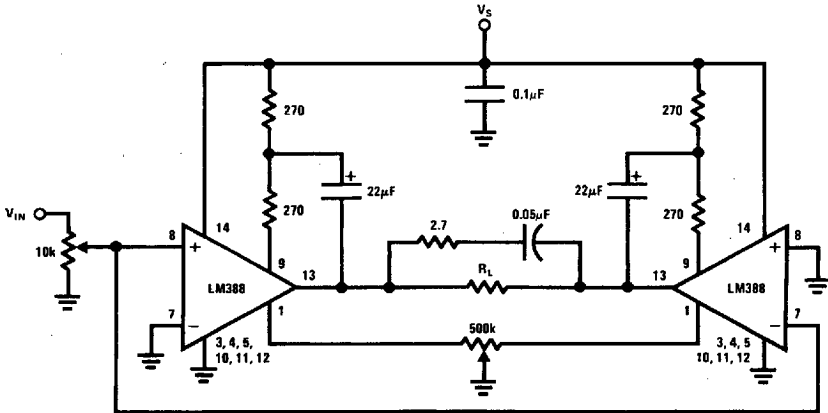 VS
0.1μF
270
270
22μF
22μF
270
270
14
14
VIN
10k
8
+
7
−
LM388
9
13
1
3, 4, 5,
10, 11, 12
2.7
0.05μF
RL
500k
+
+
13
9
1
LM388
+
8
−
7
3, 4, 5
10, 11, 12